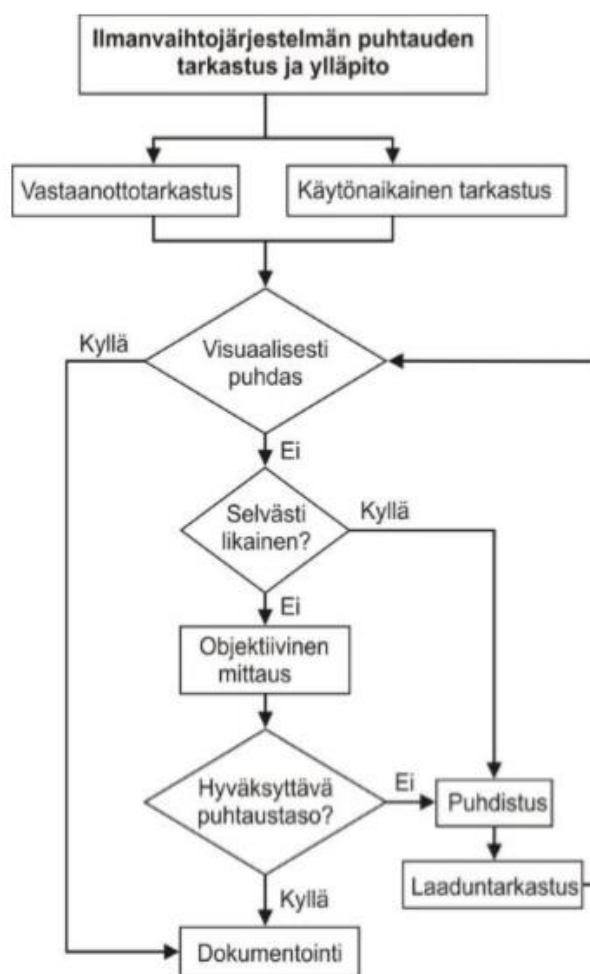 Ilmanvaihtojärjestelmän puhtauden
tarkastus ja ylläpito
Vastaanottotarkastus
Käytönaikainen tarkastus
Kyllä
Visuaalisesti
puhdas
Ei
Selvästi
likainen?
Kyllä
Ei
Objektiivinen
mittaus
Hyväksyttävä
puhtaustaso?
Ei
Puhdistus
Laaduntarkastus
Kyllä
Dokumentointi